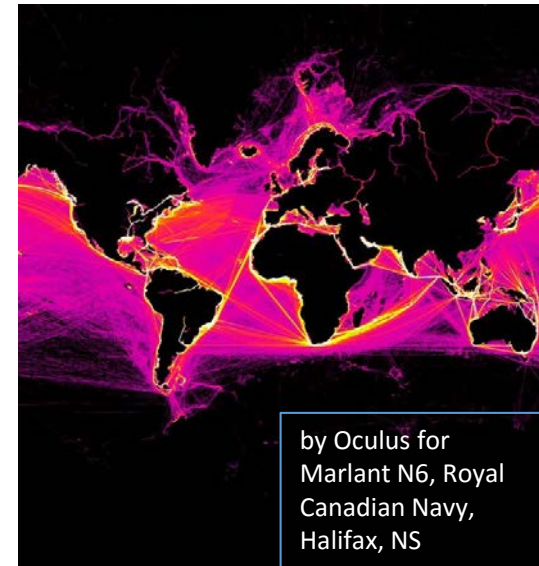 by Oculus for
Marlant N6, Royal
Canadian Navy,
Halifax, NS